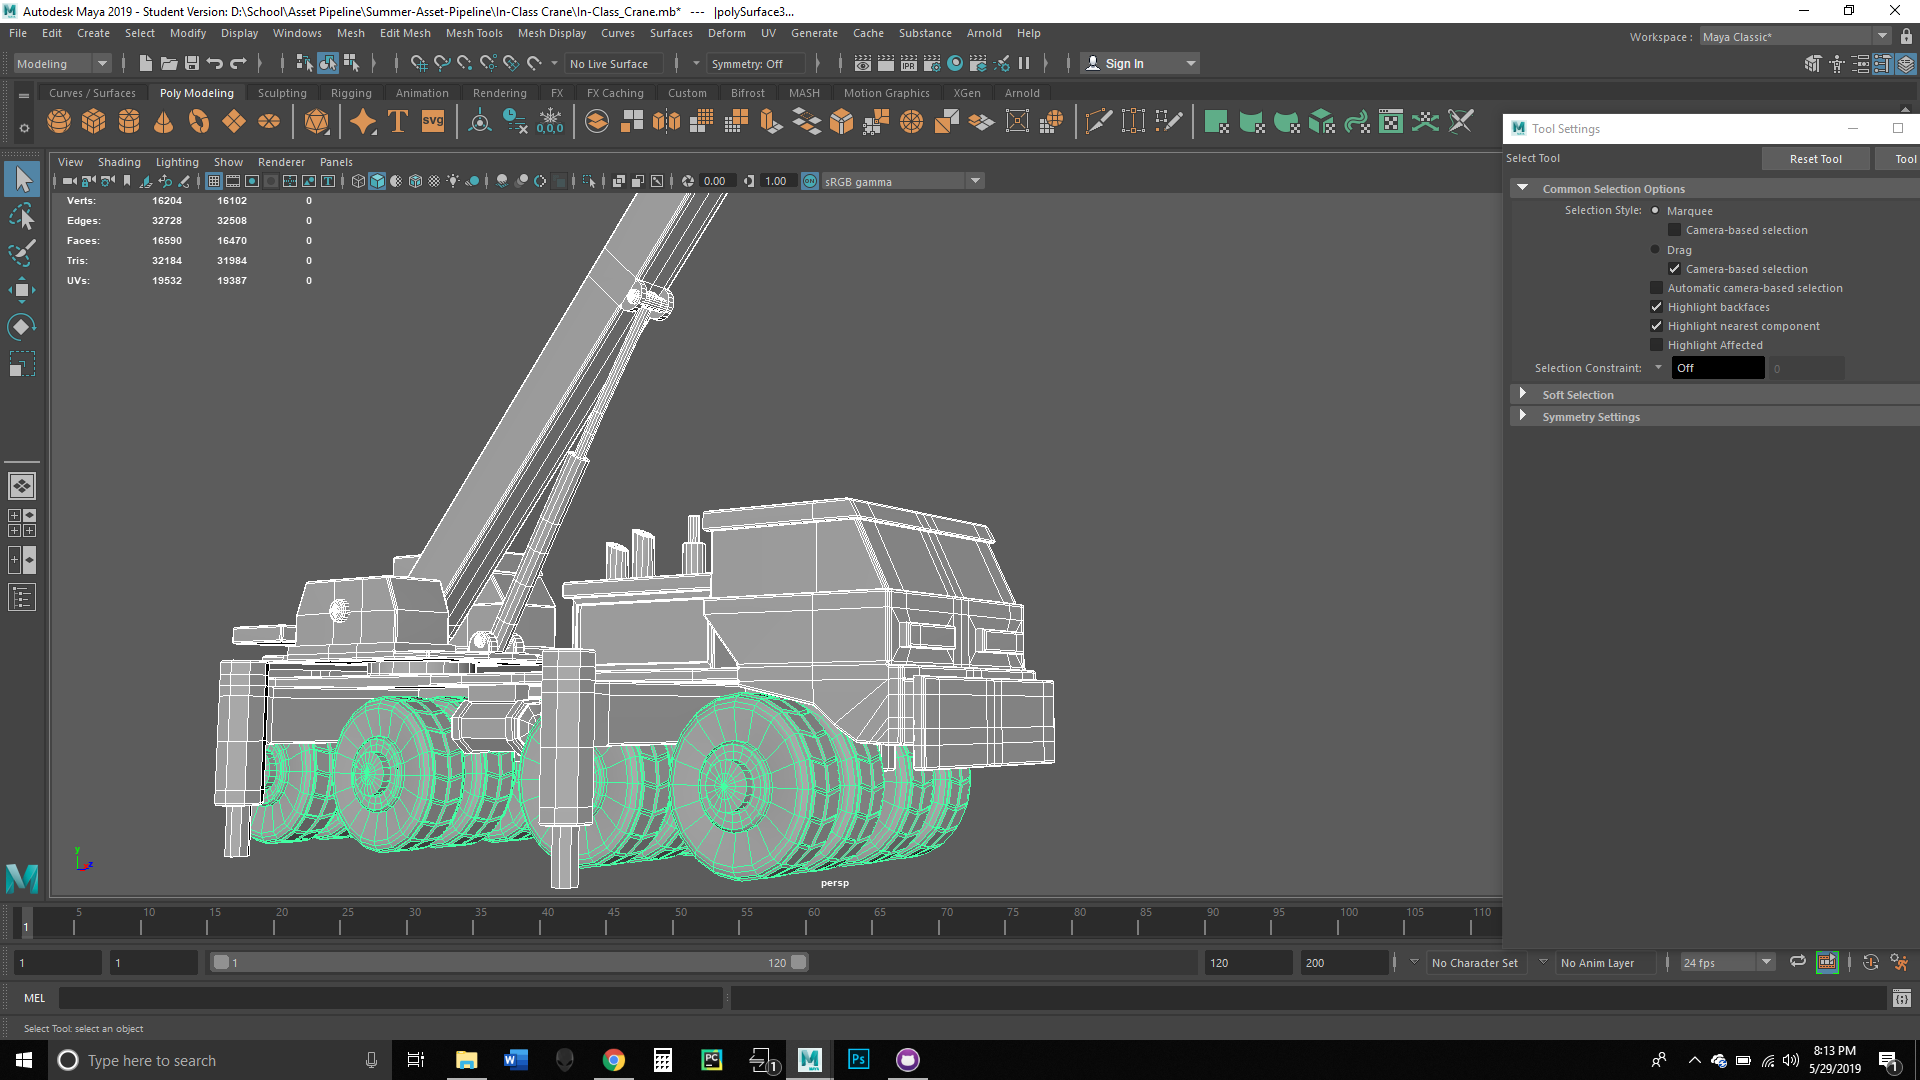 Autodesk Maya 2019 - Student Version: D:\School\Asset Pipeline\Summer-Asset-Pipeline\In-Class Crane\In-Class_Crane.mb* --- |polySurface3...
File Edit Create Select Modify Display Windows Mesh Edit Mesh Mesh Tools Mesh Display Curves Surfaces Deform UV Generate Cache Substance Arnold Help
Workspace : Maya Classic*
Modeling No Live Surface Symmetry: Off Sign In
Curves / Surfaces Poly Modeling Sculpting Rigging Animation Rendering FX FX Caching Custom Bifrost MASH Motion Graphics XGen Arnold
T svg 0,0,0
IPR
View Shading Lighting Show Renderer Panels
0.00 1.00 ON sRGB gamma
Verts: 16204 16102 0
Edges: 32728 32508 0
Faces: 16590 16470 0
Tris: 32184 31984 0
UVs: 19532 19387 0
persp
y
z
Tool Settings
Select Tool Reset Tool Tool
Common Selection Options
Selection Style: Marquee
Camera-based selection
Drag
Camera-based selection
Automatic camera-based selection
Highlight backfaces
Highlight nearest component
Highlight Affected
Selection Constraint: Off 0
Soft Selection
Symmetry Settings
1 5 10 15 20 25 30 35 40 45 50 55 60 65 70 75 80 85 90 95 100 105 110
1 1 1 120 120 200 No Character Set No Anim Layer 24 fps
MEL
Select Tool: select an object
Type here to search
8:13 PM
5/29/2019